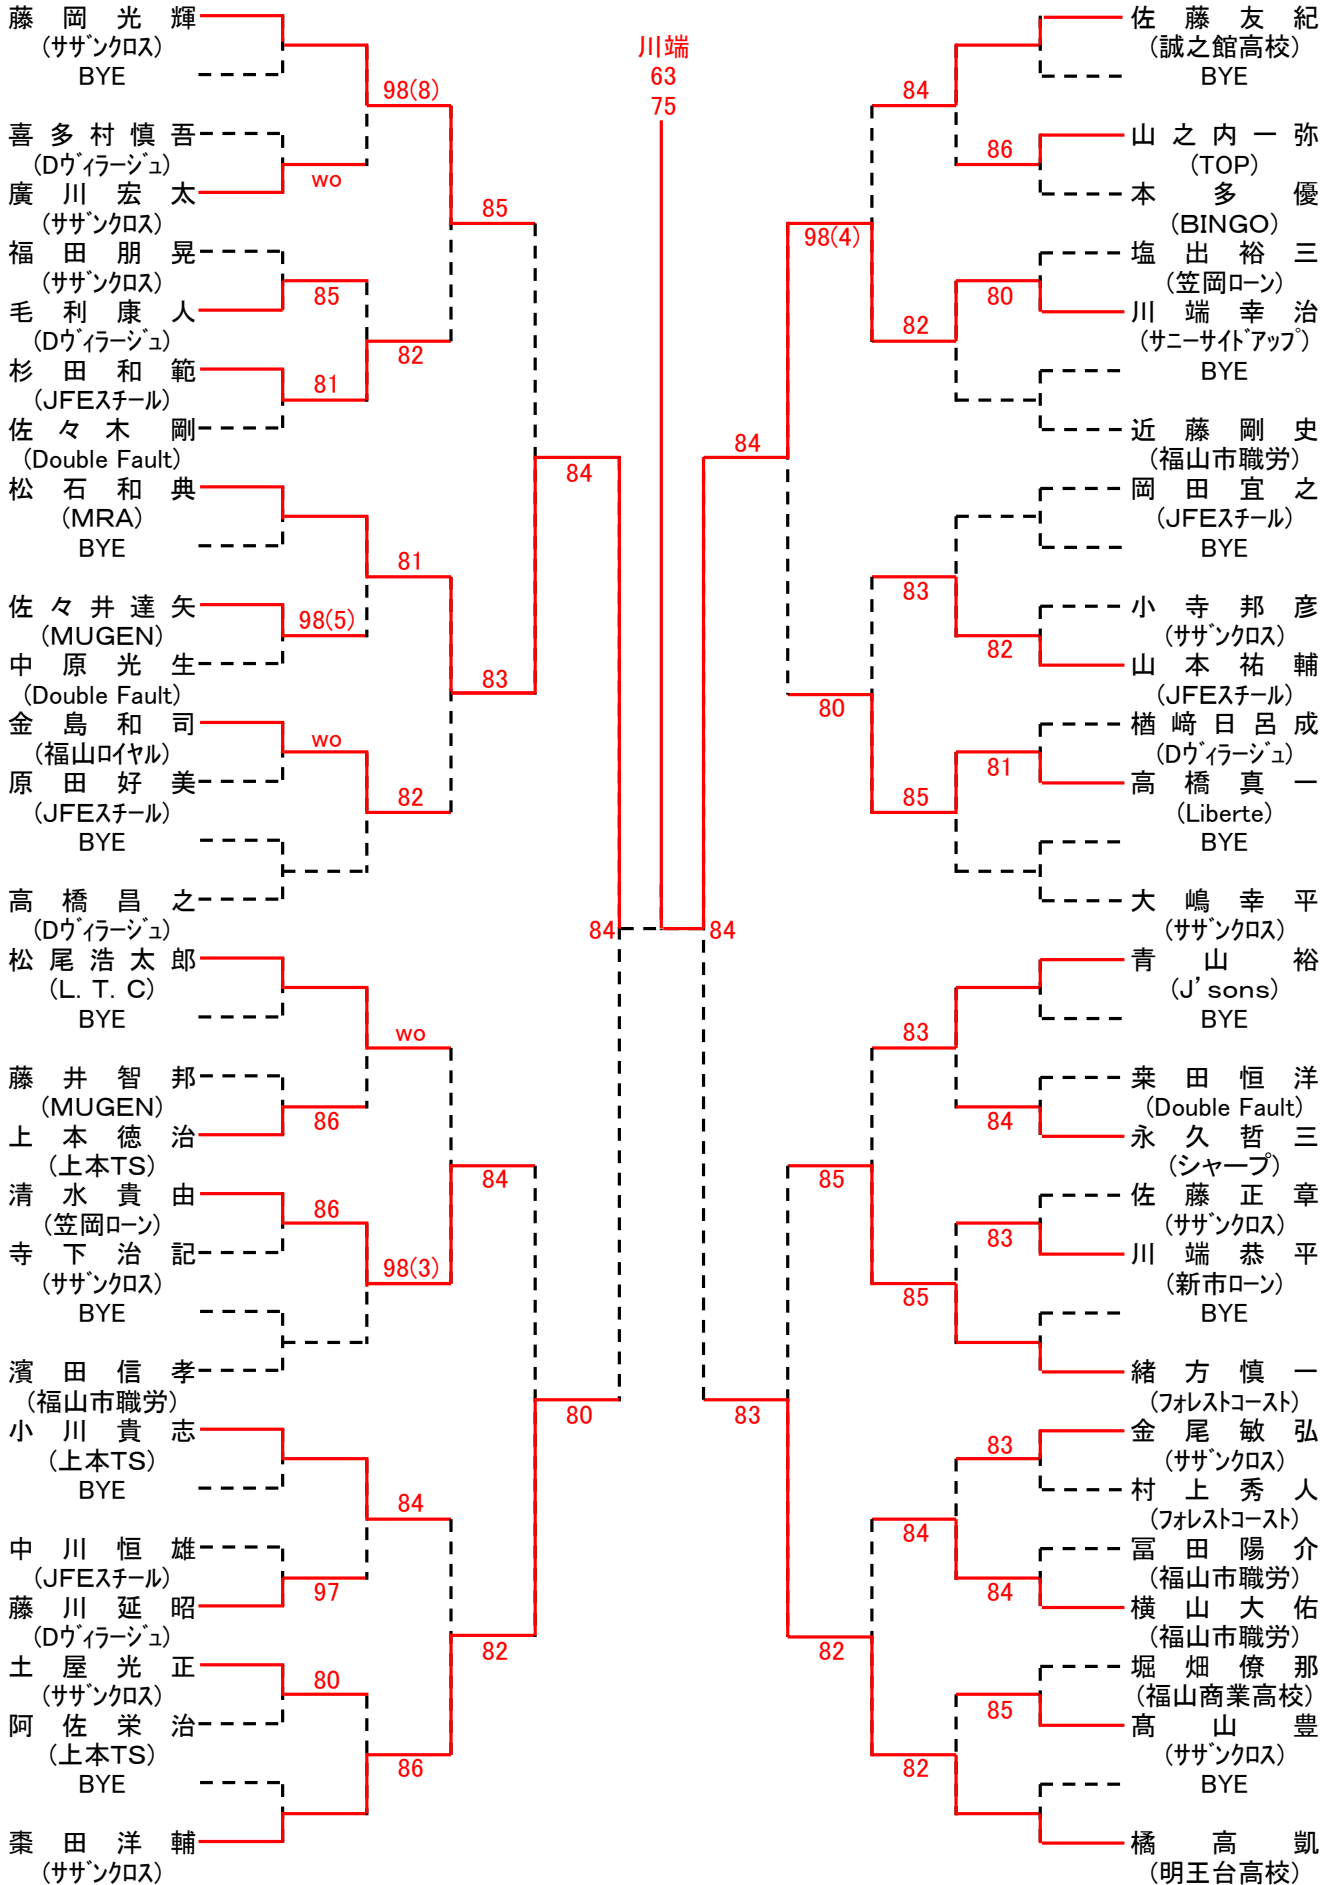 川端
63
75
藤岡光輝
(サザンクロス)
BYE
98(8)
喜多村慎吾
(Dヴィラージュ)
wo
廣川宏太
(サザンクロス)
85
福田朋晃
(サザンクロス)
85
毛利康人
(Dヴィラージュ)
82
杉田和範
(JFEスチール)
81
佐々木剛
(Double Fault)
84
松石和典
(MRA)
BYE
81
佐々井達矢
(MUGEN)
98(5)
中原光生
(Double Fault)
83
金島和司
(福山ロイヤル)
wo
原田好美
(JFEスチール)
82
BYE
高橋昌之
(Dヴィラージュ)
84
松尾浩太郎
(L.T.C)
BYE
wo
藤井智邦
(MUGEN)
86
上本徳治
(上本TS)
84
清水貴由
(笠岡ローン)
86
寺下治記
(サザンクロス)
98(3)
BYE
濱田信孝
(福山市職労)
80
小川貴志
(上本TS)
BYE
84
中川恒雄
(JFEスチール)
97
藤川延昭
(Dヴィラージュ)
82
土屋光正
(サザンクロス)
80
阿佐栄治
(上本TS)
86
BYE
棗田洋輔
(サザンクロス)
佐藤友紀
(誠之館高校)
BYE
84
山之内一弥
(TOP)
86
本多優
(BINGO)
98(4)
塩出裕三
(笠岡ローン)
80
川端幸治
(サニーサイドアップ)
82
BYE
近藤剛史
(福山市職労)
84
岡田宜之
(JFEスチール)
BYE
83
小寺邦彦
(サザンクロス)
82
山本祐輔
(JFEスチール)
80
楢﨑日呂成
(Dヴィラージュ)
81
高橋真一
(Liberte)
85
BYE
大嶋幸平
(サザンクロス)
84
青山裕
(J'sons)
BYE
83
桒田恒洋
(Double Fault)
84
永久哲三
(シャープ)
85
佐藤正章
(サザンクロス)
83
川端恭平
(新市ローン)
85
BYE
緒方慎一
(フォレストコースト)
83
金尾敏弘
(サザンクロス)
83
村上秀人
(フォレストコースト)
84
冨田陽介
(福山市職労)
84
横山大佑
(福山市職労)
82
堀畑僚那
(福山商業高校)
85
髙山豊
(サザンクロス)
82
BYE
橘高凱
(明王台高校)